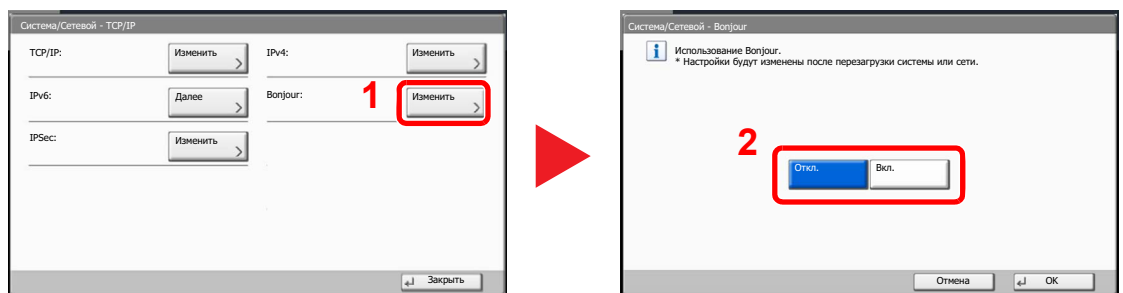 Система/Сетевой - TCP/IP
TCP/IP:
Изменить
IPv4:
Изменить
IPv6:
Далее
Bonjour:
1
Изменить
IPSec:
Изменить
Закрыть
Система/Сетевой - Bonjour
Использование Bonjour.
* Настройки будут изменены после перезагрузки системы или сети.
2
Откл.
Вкл.
Отмена
OK